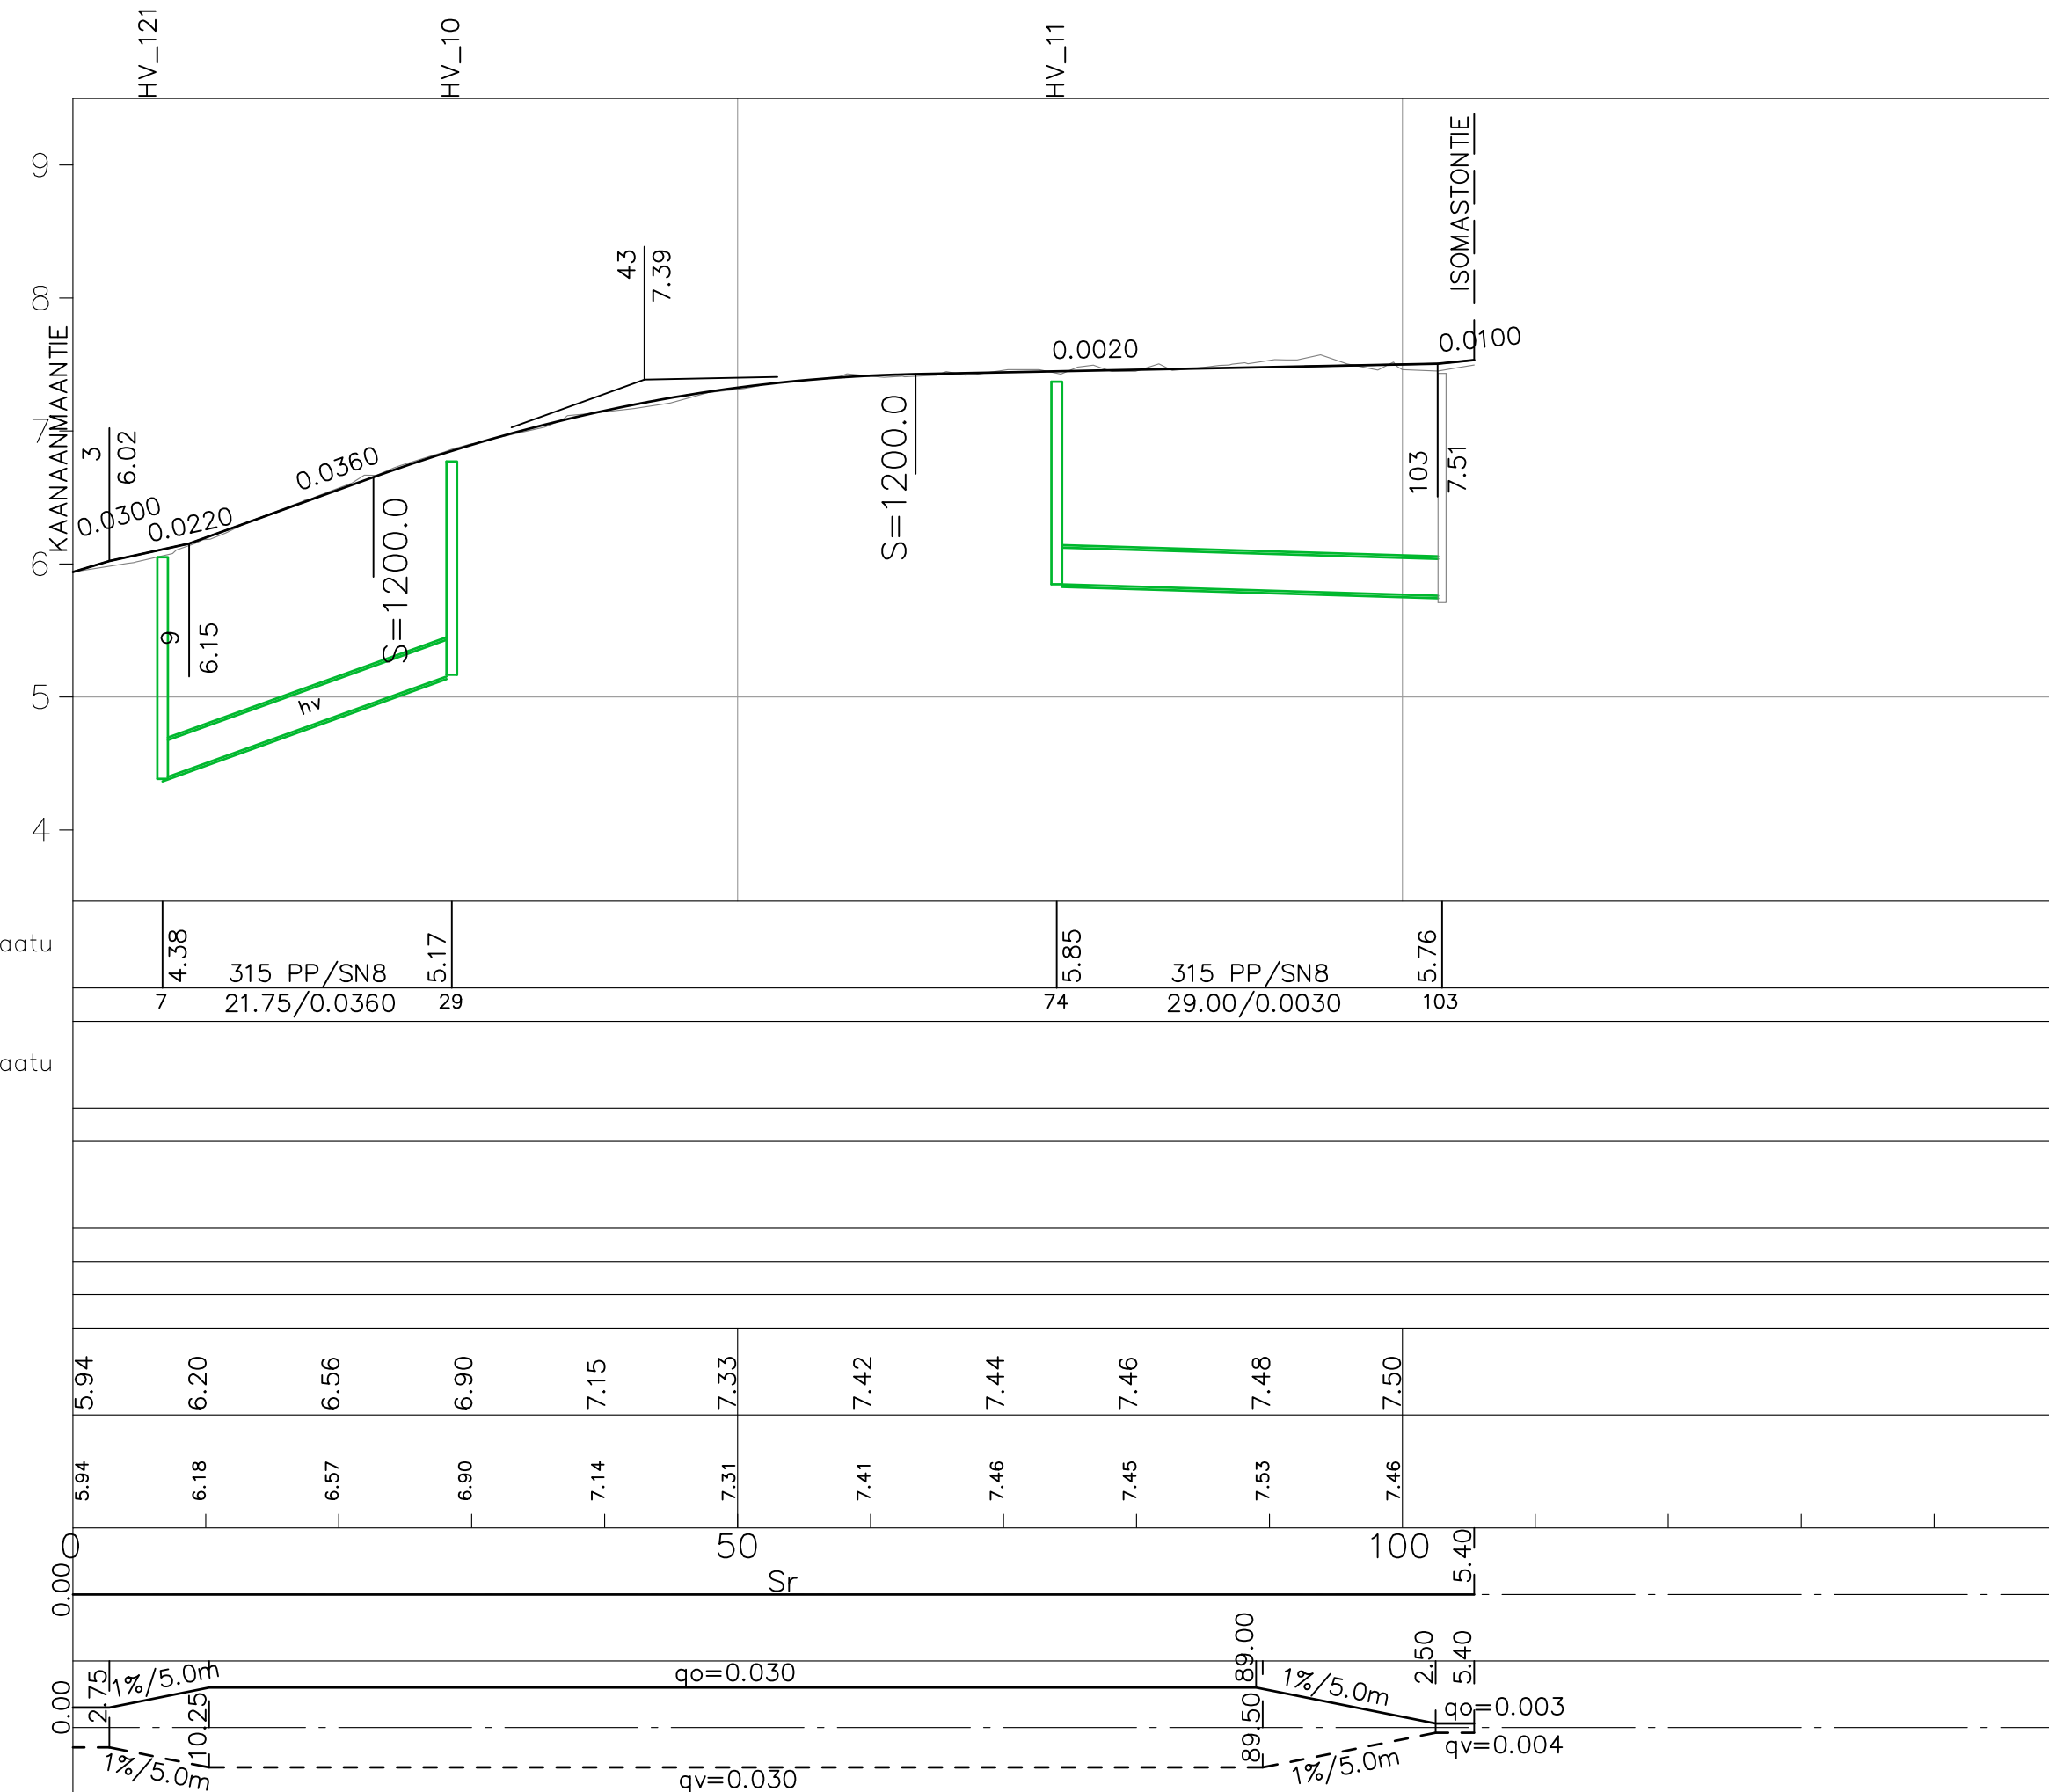 HV_121
HV_10
HV_11
9
8
7
6
5
4
KAANAANMAANTIE
ISOMASTONTIE
3
6.02
0.0300
0.0220
0.0360
9
6.15
S=1200.0
43
7.39
S=1200.0
0.0020
0.0100
103
7.51
hv
aatu
4.38
315 PP/SN8
5.17
5.85
315 PP/SN8
5.76
7
21.75/0.0360
29
74
29.00/0.0030
103
aatu
5.94 6.20 6.56 6.90 7.15 7.33 7.42 7.44 7.46 7.48 7.50
5.94 6.18 6.57 6.90 7.14 7.31 7.41 7.46 7.45 7.53 7.46
0 50 100
0.00
Sr
5.40
0.00
2.75
1%/5.0m
qo=0.030
89.00
1%/5.0m
2.50
5.40
qo=0.003
1%/5.0m
10.25
qv=0.030
89.50
1%/5.0m
qv=0.004